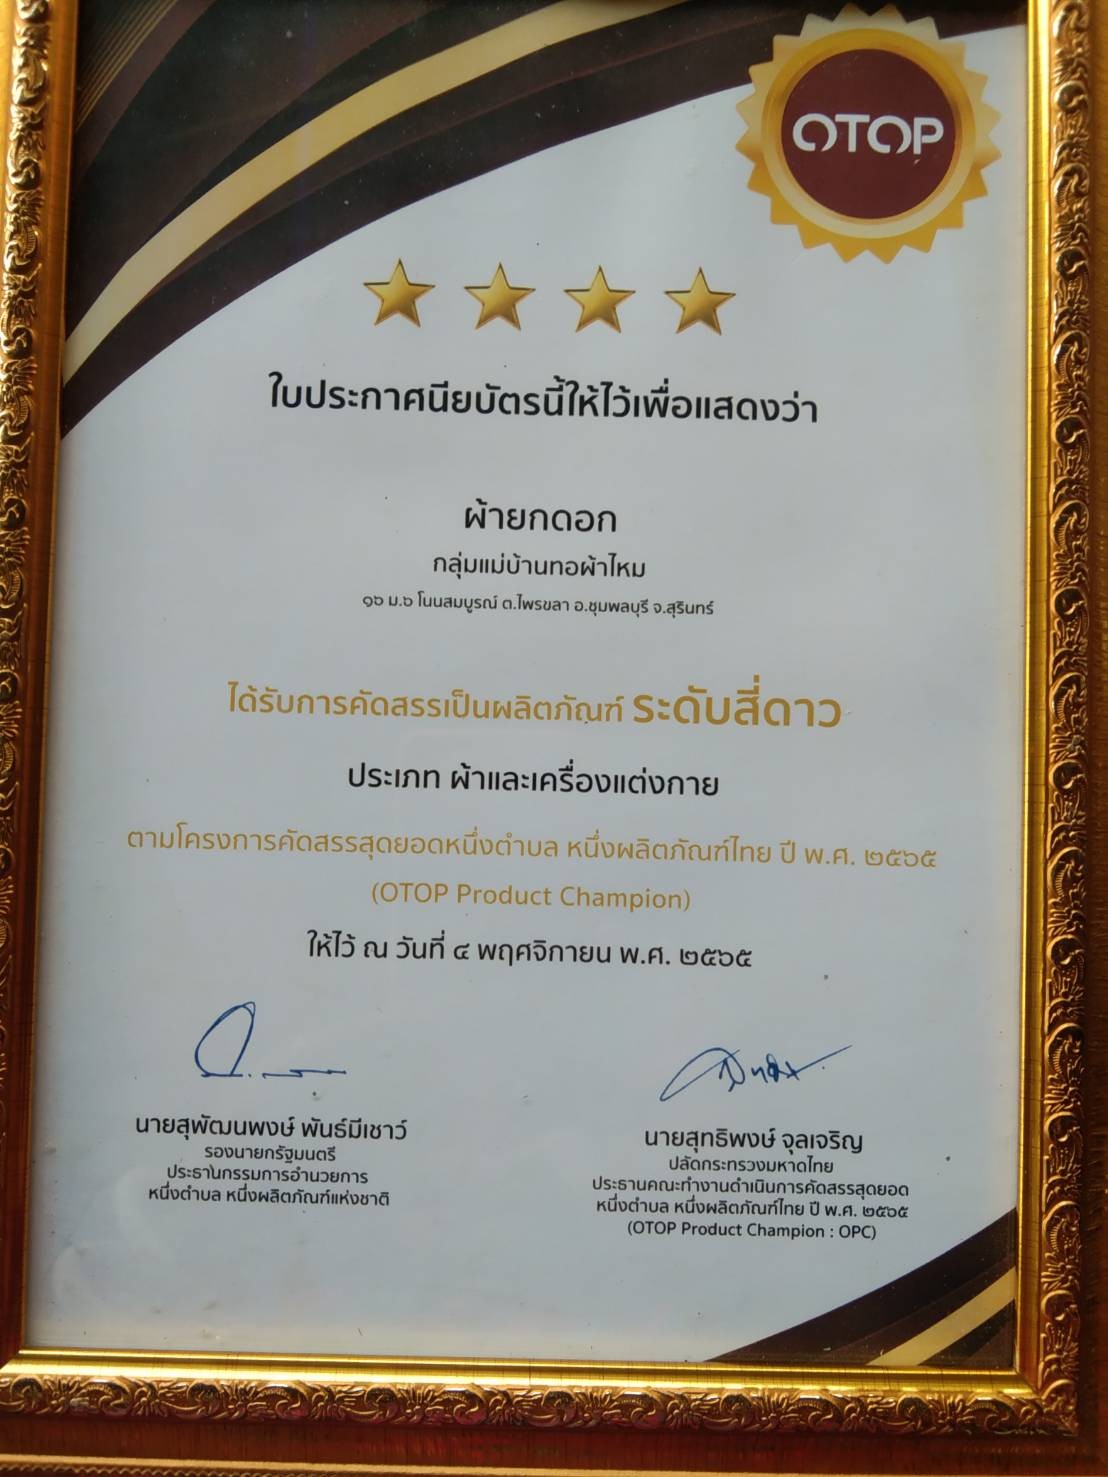 OTOP
ใบประกาศนียบัตรนี้ให้ไว้เพื่อแสดงว่า
ผ้ายกดอก
กลุ่มแม่บ้านทอผ้าไหม
๑๖ ม.๖ โนนสมบูรณ์ ต.ไพรขลา อ.ชุมพลบุรี จ.สุรินทร์
ได้รับการคัดสรรเป็นผลิตภัณฑ์ ระดับสี่ดาว
ประเภท ผ้าและเครื่องแต่งกาย
ตามโครงการคัดสรรสุดยอดหนึ่งตำบล หนึ่งผลิตภัณฑ์ไทย ปี พ.ศ. ๒๕๖๕
(OTOP Product Champion)
ให้ไว้ ณ วันที่ ๔ พฤศจิกายน พ.ศ. ๒๕๖๕
นายสุพัฒนพงษ์ พันธ์มีเชาว์
รองนายกรัฐมนตรี
ประธานกรรมการอำนวยการ
หนึ่งตำบล หนึ่งผลิตภัณฑ์แห่งชาติ
นายสุทธิพงษ์ จุลเจริญ
ปลัดกระทรวงมหาดไทย
ประธานคณะทำงานดำเนินการคัดสรรสุดยอด
หนึ่งตำบล หนึ่งผลิตภัณฑ์ไทย ปี พ.ศ. ๒๕๖๕
(OTOP Product Champion : OPC)